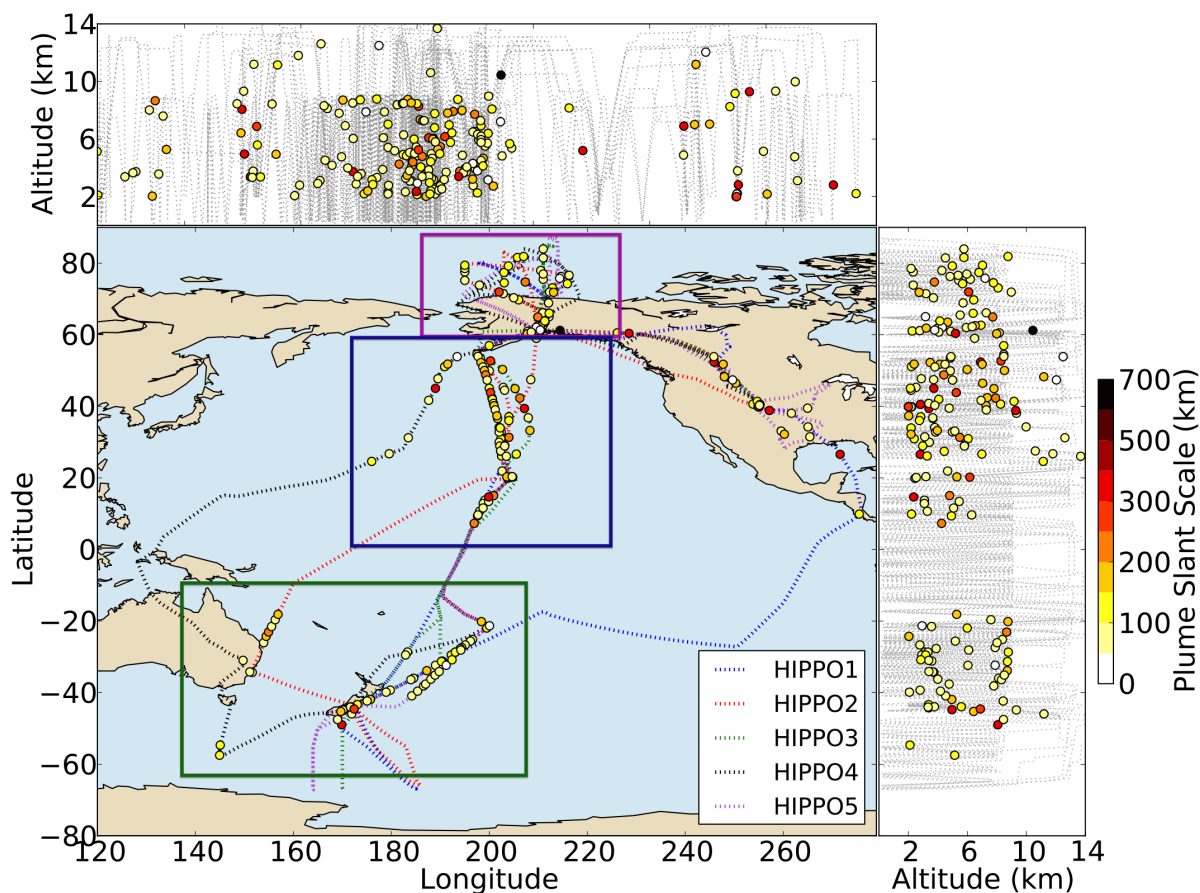 14
10
6
2
Altitude (km)
80
60
40
20
0
−20
−40
−60
−80
Latitude
120 140 160 180 200 220 240 260
Longitude
HIPPO1
HIPPO2
HIPPO3
HIPPO4
HIPPO5
2 6 10 14
Altitude (km)
700
500
300
200
100
0
Plume Slant Scale (km)